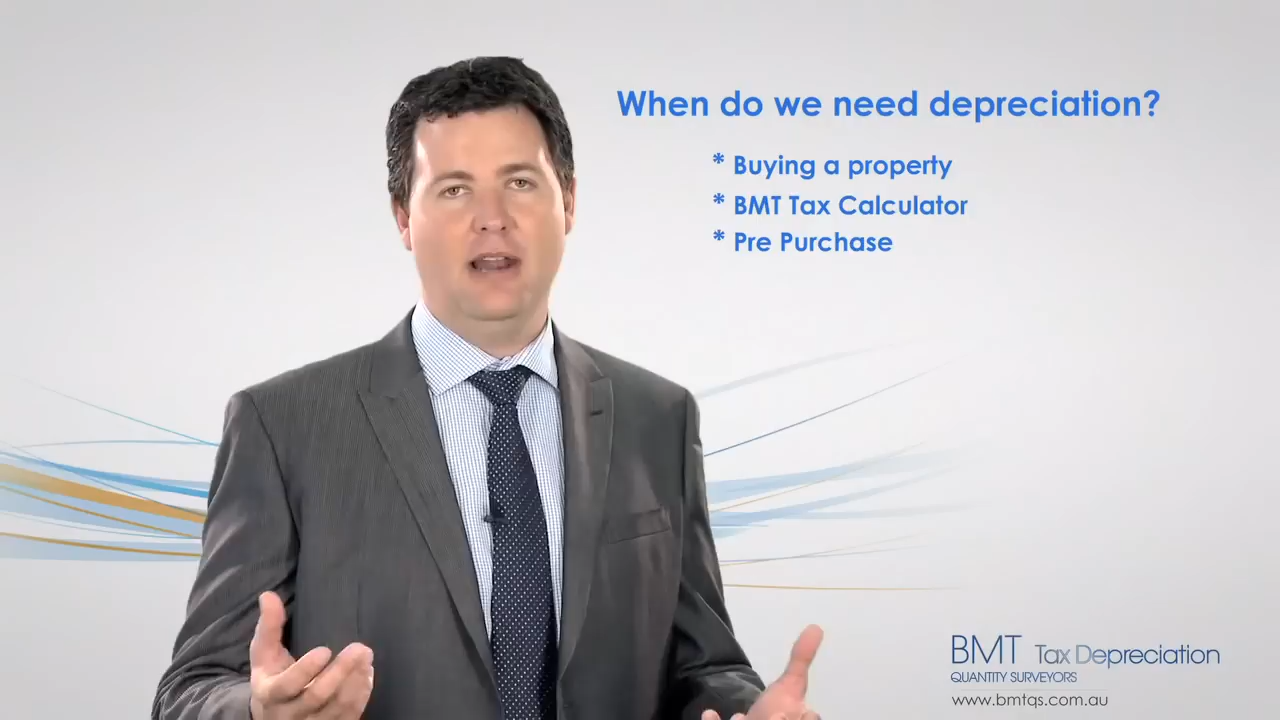 When do we need depreciation?
* Buying a property
* BMT Tax Calculator
* Pre Purchase
BMT Tax Depreciation
QUANTITY SURVEYORS
www.bmtqs.com.au